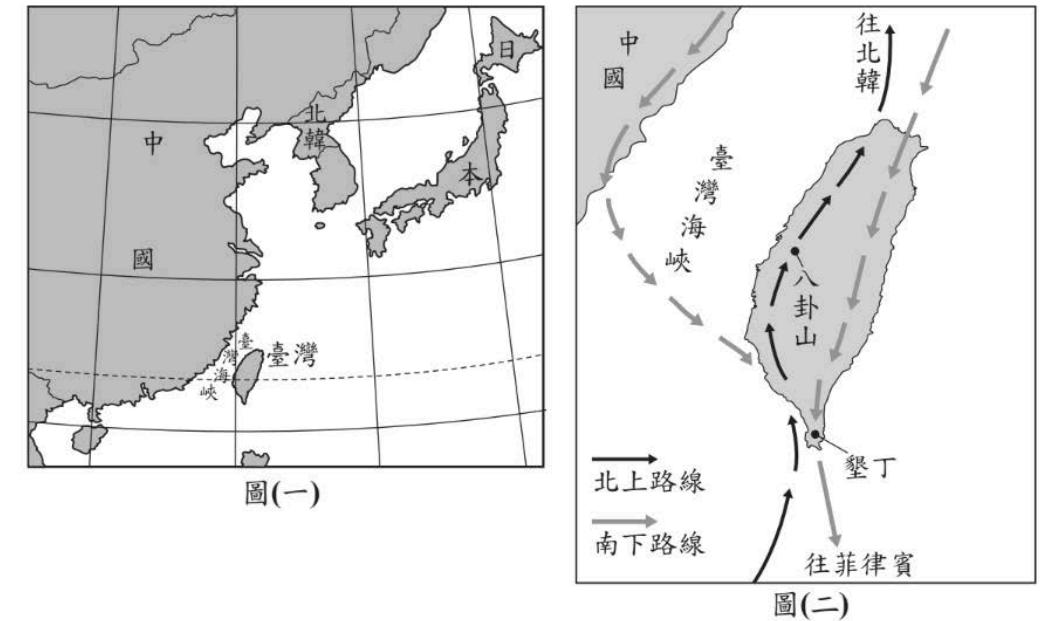 中國
北韓
日本
臺灣海峽
臺灣
圖(一)
中國
往北韓
臺灣海峽
八卦山
墾丁
北上路線
南下路線
往菲律賓
圖(二)